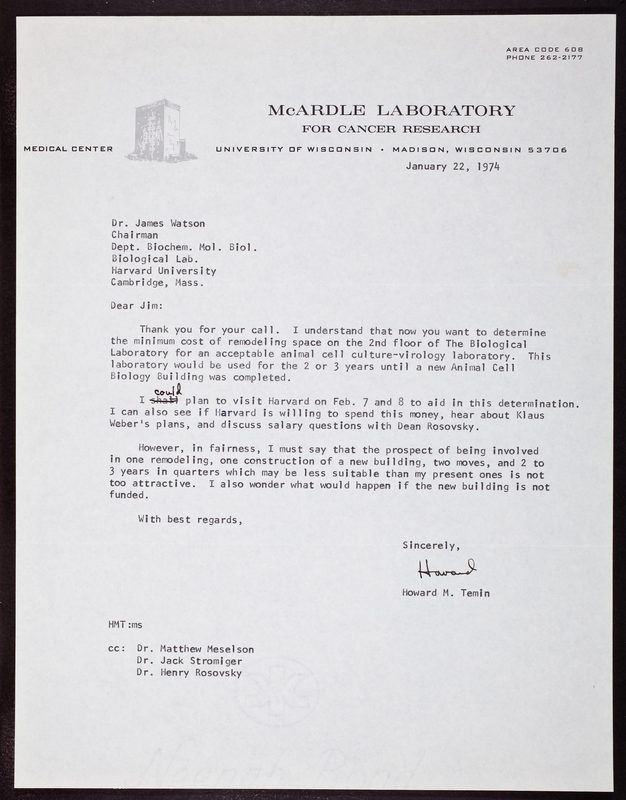 AREA CODE 608
PHONE 262-2177
McARDLE LABORATORY
FOR CANCER RESEARCH
MEDICAL CENTER
UNIVERSITY OF WISCONSIN • MADISON, WISCONSIN 53706
January 22, 1974
Dr. James Watson
Chairman
Dept. Biochem. Mol. Biol.
Biological Lab.
Harvard University
Cambridge, Mass.
Dear Jim:
Thank you for your call. I understand that now you want to determine
the minimum cost of remodeling space on the 2nd floor of The Biological
Laboratory for an acceptable animal cell culture-virology laboratory. This
laboratory would be used for the 2 or 3 years until a new Animal Cell
Biology Building was completed.
could
I shall plan to visit Harvard on Feb. 7 and 8 to aid in this determination.
I can also see if Harvard is willing to spend this money, hear about Klaus
Weber's plans, and discuss salary questions with Dean Rosovsky.
However, in fairness, I must say that the prospect of being involved
in one remodeling, one construction of a new building, two moves, and 2 to
3 years in quarters which may be less suitable than my present ones is not
too attractive. I also wonder what would happen if the new building is not
funded.
With best regards,
Sincerely,
Howard
Howard M. Temin
HMT:ms
cc: Dr. Matthew Meselson
Dr. Jack Stromiger
Dr. Henry Rosovsky